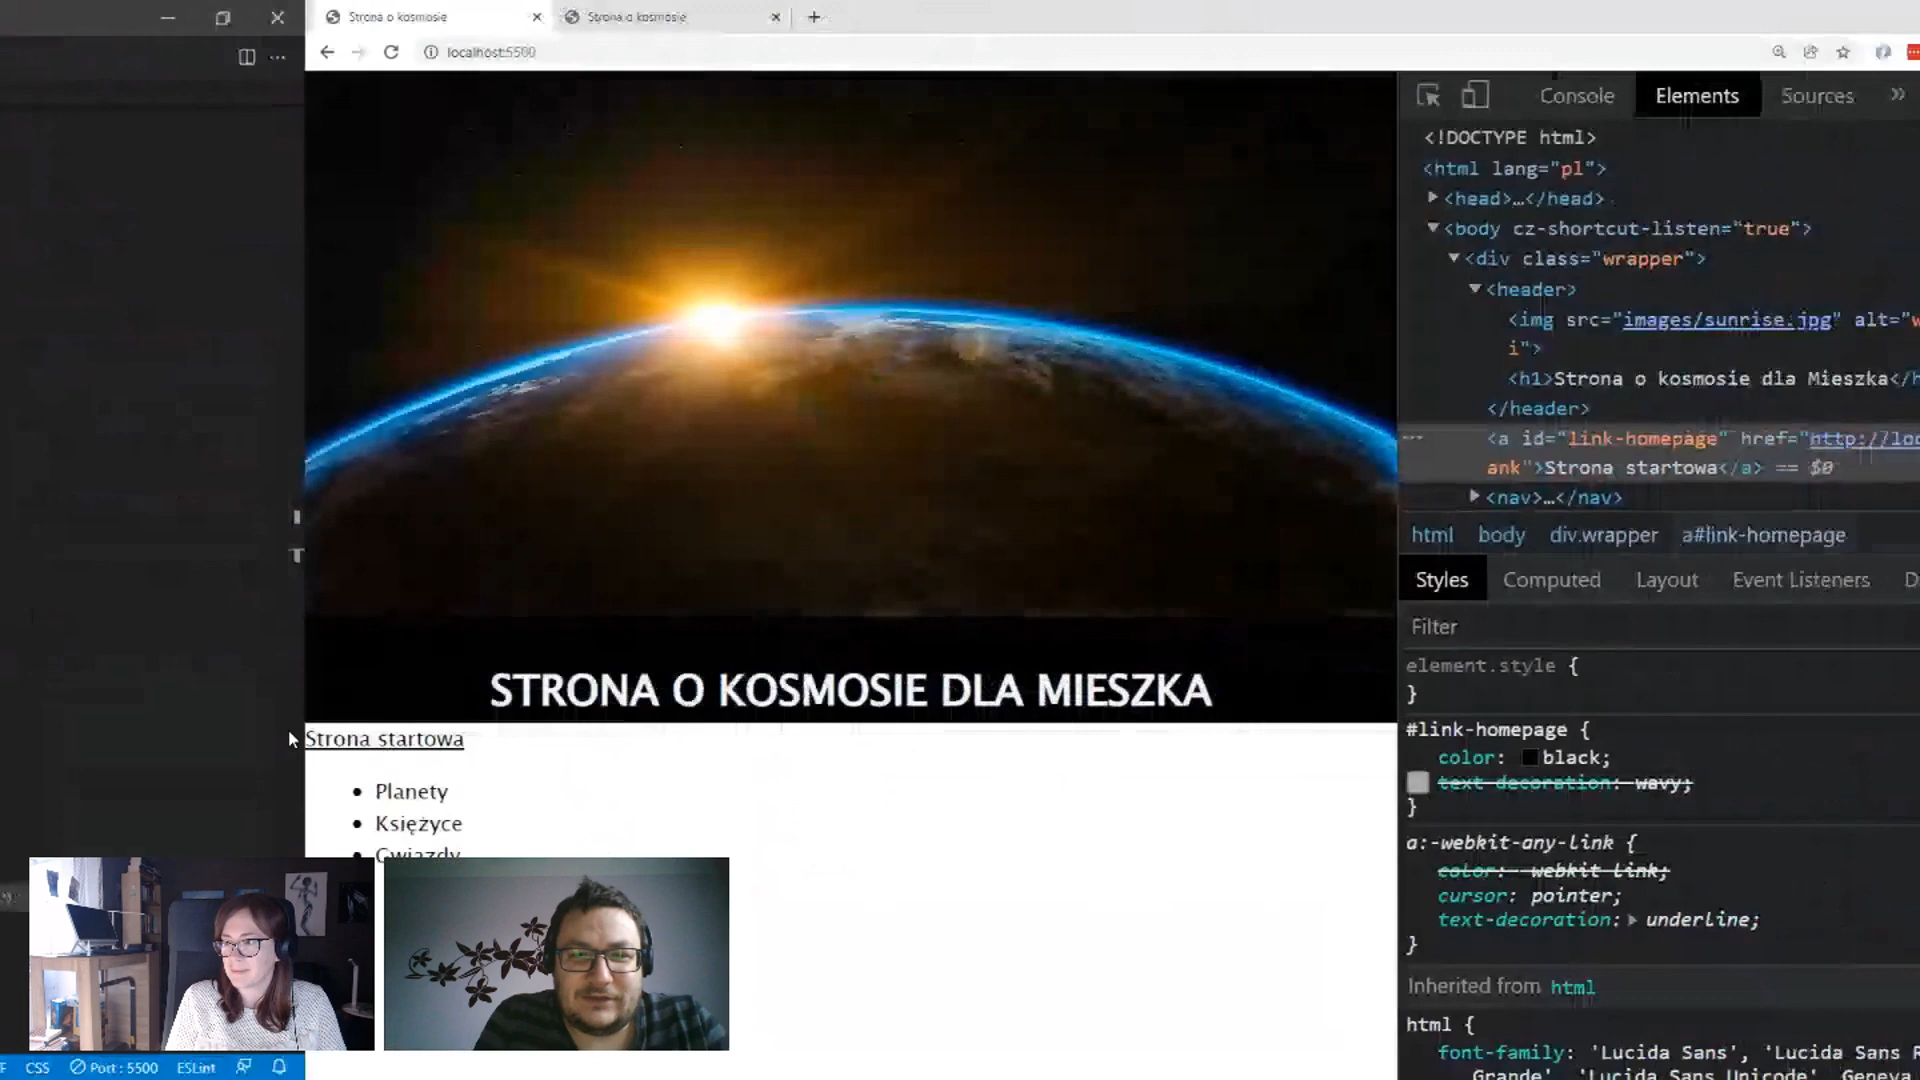 Strona o kosmosie
Strona o kosmosie
localhost:5500
Console
Elements
Sources
<!DOCTYPE html>
<html lang="pl">
<head>…</head>
<body cz-shortcut-listen="true">
<div class="wrapper">
<header>
<img src="images/sunrise.jpg" alt="w
i">
<h1>Strona o kosmosie dla Mieszka</h
</header>
<a id="link-homepage" href="http://loc
ank">Strona startowa</a> == $0
<nav>…</nav>
html body div.wrapper a#link-homepage
Styles Computed Layout Event Listeners D
Filter
element.style {
}
#link-homepage {
color: black;
text-decoration: wavy;
}
a:-webkit-any-link {
color: -webkit-link;
cursor: pointer;
text-decoration: underline;
}
Inherited from html
html {
font-family: 'Lucida Sans', 'Lucida Sans R
Grande', 'Lucida Sans Unicode', Geneva
STRONA O KOSMOSIE DLA MIESZKA
Strona startowa
Planety
Księżyce
Gwiazdy
F CSS Port : 5500 ESLint